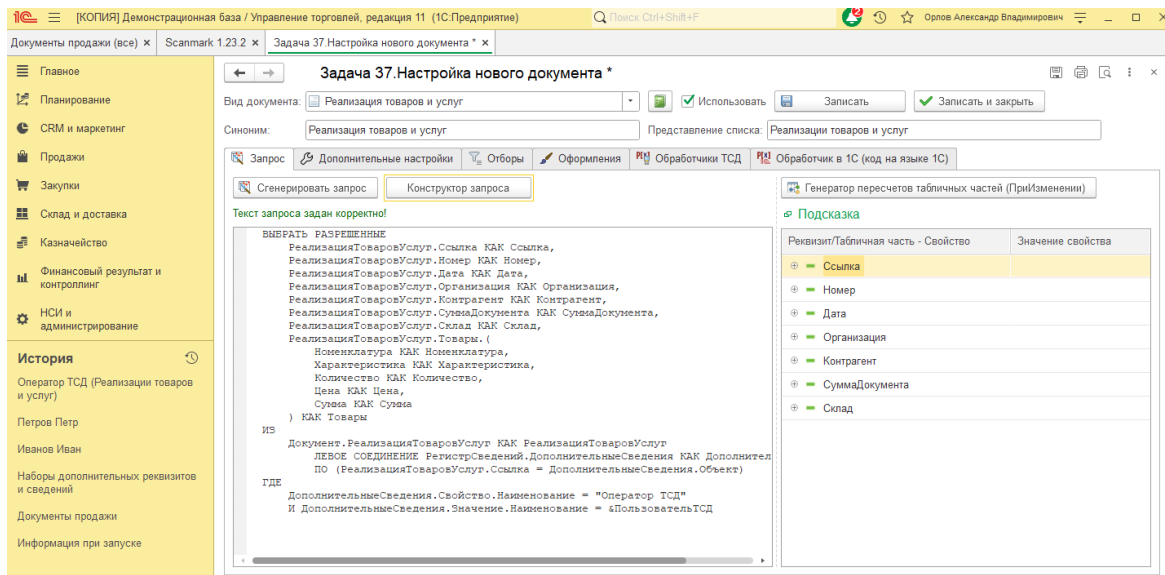 [КОПИЯ] Демонстрационная база / Управление торговлей, редакция 11 (1С:Предприятие)
Поиск Ctrl+Shift+F
2
Орлов Александр Владимирович
Документы продажи (все) ×
Scanmark 1.23.2 ×
Задача 37.Настройка нового документа * ×
Главное
Планирование
CRM и маркетинг
Продажи
Закупки
Склад и доставка
Казначейство
Финансовый результат и
контроллинг
НСИ и
администрирование
История
Оператор ТСД (Реализации товаров
и услуг)
Петров Петр
Иванов Иван
Наборы дополнительных реквизитов
и сведений
Документы продажи
Информация при запуске
Задача 37.Настройка нового документа *
Вид документа: Реализация товаров и услуг
Использовать
Записать
Записать и закрыть
Синоним: Реализация товаров и услуг
Представление списка: Реализации товаров и услуг
Запрос
Дополнительные настройки
Отборы
Оформления
Обработчики ТСД
Обработчик в 1С (код на языке 1С)
Сгенерировать запрос
Конструктор запроса
Генератор пересчетов табличных частей (ПриИзменении)
Текст запроса задан корректно!
ВЫБРАТЬ РАЗРЕШЕННЫЕ
РеализацияТоваровУслуг.Ссылка КАК Ссылка,
РеализацияТоваровУслуг.Номер КАК Номер,
РеализацияТоваровУслуг.Дата КАК Дата,
РеализацияТоваровУслуг.Организация КАК Организация,
РеализацияТоваровУслуг.Контрагент КАК Контрагент,
РеализацияТоваровУслуг.СуммаДокумента КАК СуммаДокумента,
РеализацияТоваровУслуг.Склад КАК Склад,
РеализацияТоваровУслуг.Товары.(
Номенклатура КАК Номенклатура,
Характеристика КАК Характеристика,
Количество КАК Количество,
Цена КАК Цена,
Сумма КАК Сумма
) КАК Товары
ИЗ
Документ.РеализацияТоваровУслуг КАК РеализацияТоваровУслуг
ЛЕВОЕ СОЕДИНЕНИЕ РегистрСведений.ДополнительныеСведения КАК Дополнител
ПО (РеализацияТоваровУслуг.Ссылка = ДополнительныеСведения.Объект)
ГДЕ
ДополнительныеСведения.Свойство.Наименование = "Оператор ТСД"
И ДополнительныеСведения.Значение.Наименование = &ПользовательТСД
Подсказка
Реквизит/Табличная часть - Свойство
Значение свойства
Ссылка
Номер
Дата
Организация
Контрагент
СуммаДокумента
Склад